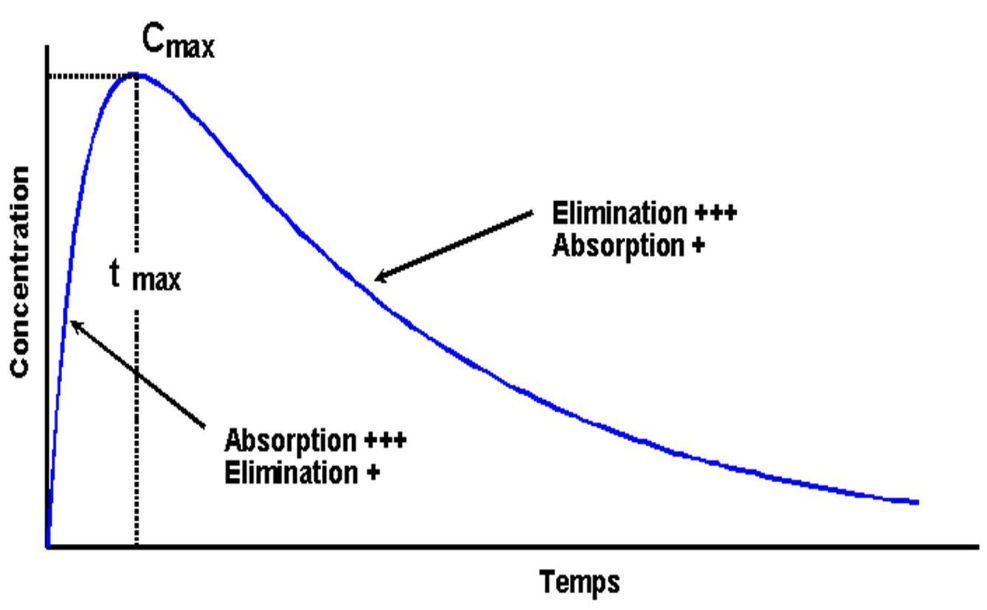 Cmax
Concentration
Elimination +++
Absorption +
t max
Absorption +++
Elimination +
Temps